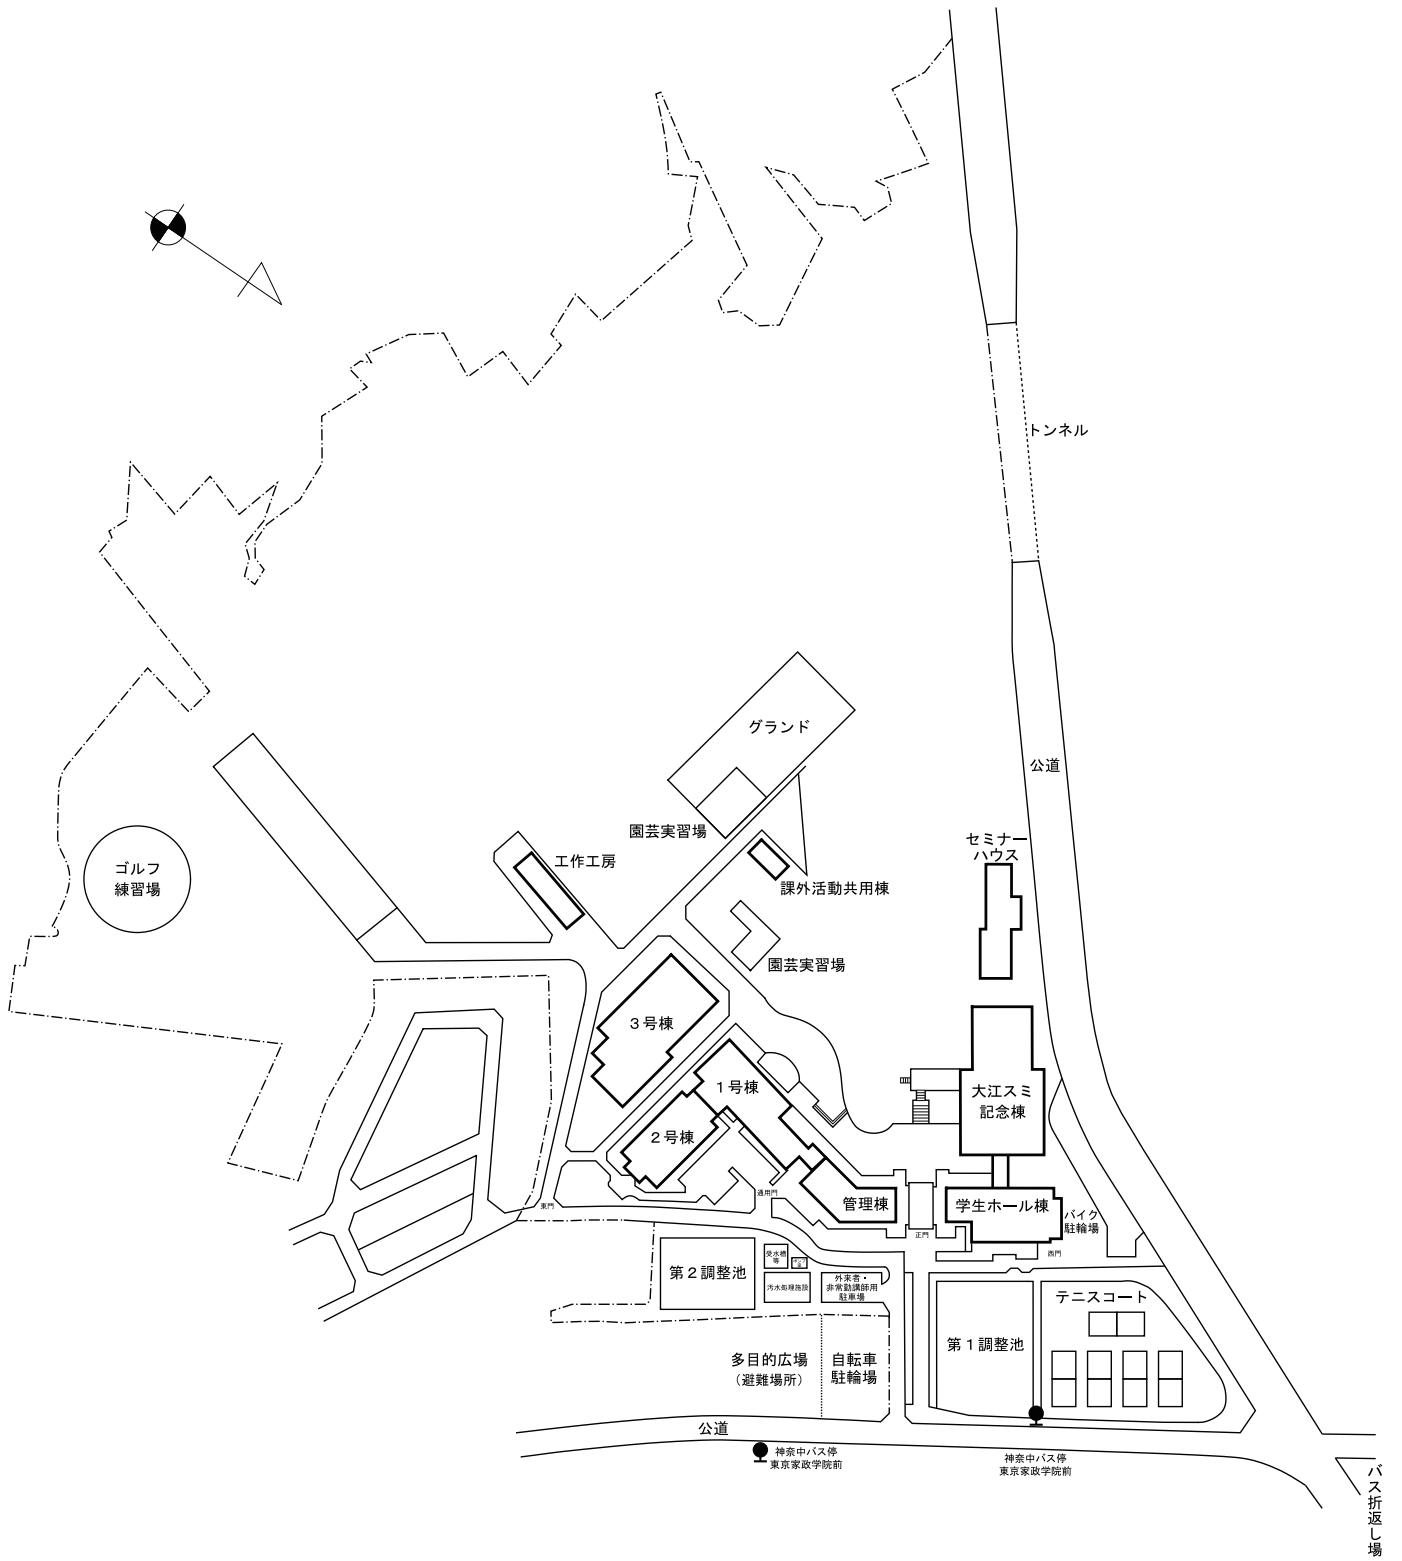 トンネル
グランド
公道
園芸実習場
セミナー
ハウス
工作工房
ゴルフ
練習場
課外活動共用棟
園芸実習場
3号棟
1号棟
大江スミ
記念棟
2号棟
通用門
管理棟
学生ホール棟
東門
バイク
駐輪場
正門
西門
受水槽
等
第2調整池
汚水処理施設
外来者・
非常勤講師用
駐車場
テニスコート
第1調整池
多目的広場
（避難場所）
自転車
駐輪場
公道
神奈中バス停
東京家政学院前
神奈中バス停
東京家政学院前
バス折返し場